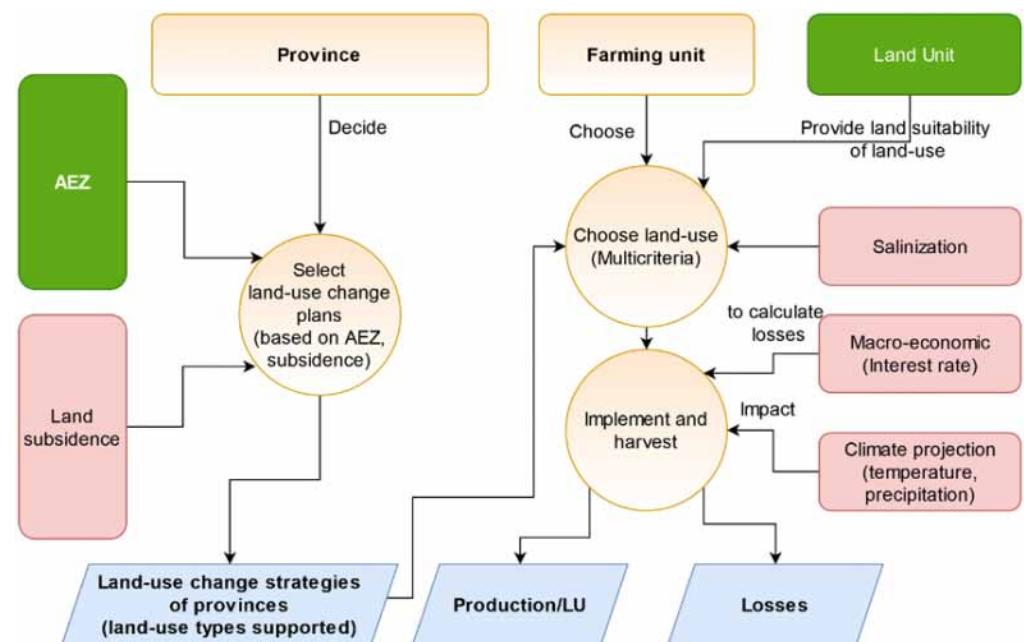 Province
Farming unit
Land Unit
Decide
Choose
Provide land suitability
of land-use
AEZ
Choose land-use
(Multicriteria)
Salinization
Select
land-use change
plans
(based on AEZ,
subsidence)
to calculate
losses
Macro-economic
(Interest rate)
Land
subsidence
Implement and
harvest
Impact
Climate projection
(temperature,
precipitation)
Land-use change strategies
of provinces
(land-use types supported)
Production/LU
Losses